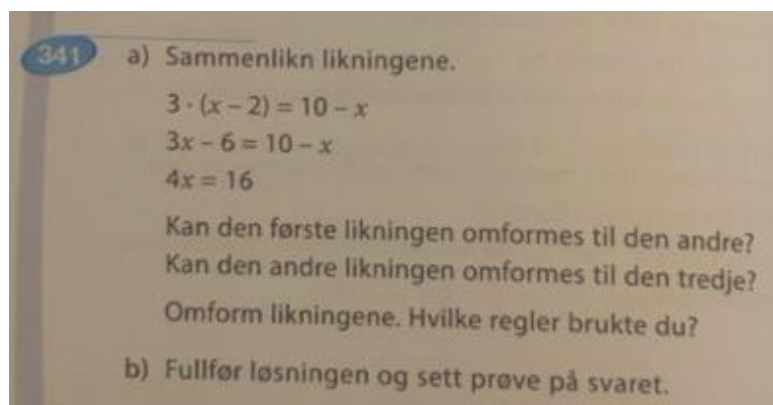 341 a) Sammenlikn likningene.
3 · (x – 2) = 10 – x
3x – 6 = 10 – x
4x = 16
Kan den første likningen omformes til den andre?
Kan den andre likningen omformes til den tredje?
Omform likningene. Hvilke regler brukte du?
b) Fullfør løsningen og sett prøve på svaret.